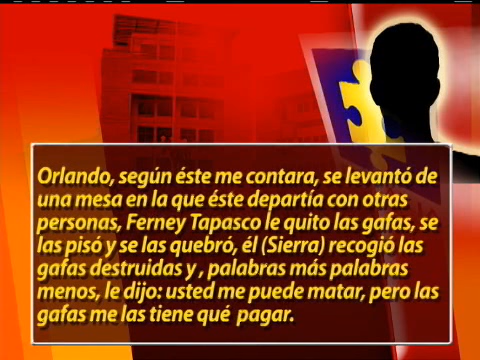 Orlando, según éste me contara, se levantó de
una mesa en la que éste departía con otras
personas, Ferney Tapasco le quito las gafas, se
las pisó y se las quebró, él (Sierra) recogió las
gafas destruidas y , palabras más palabras
menos, le dijo: usted me puede matar, pero las
gafas me las tiene qué pagar.